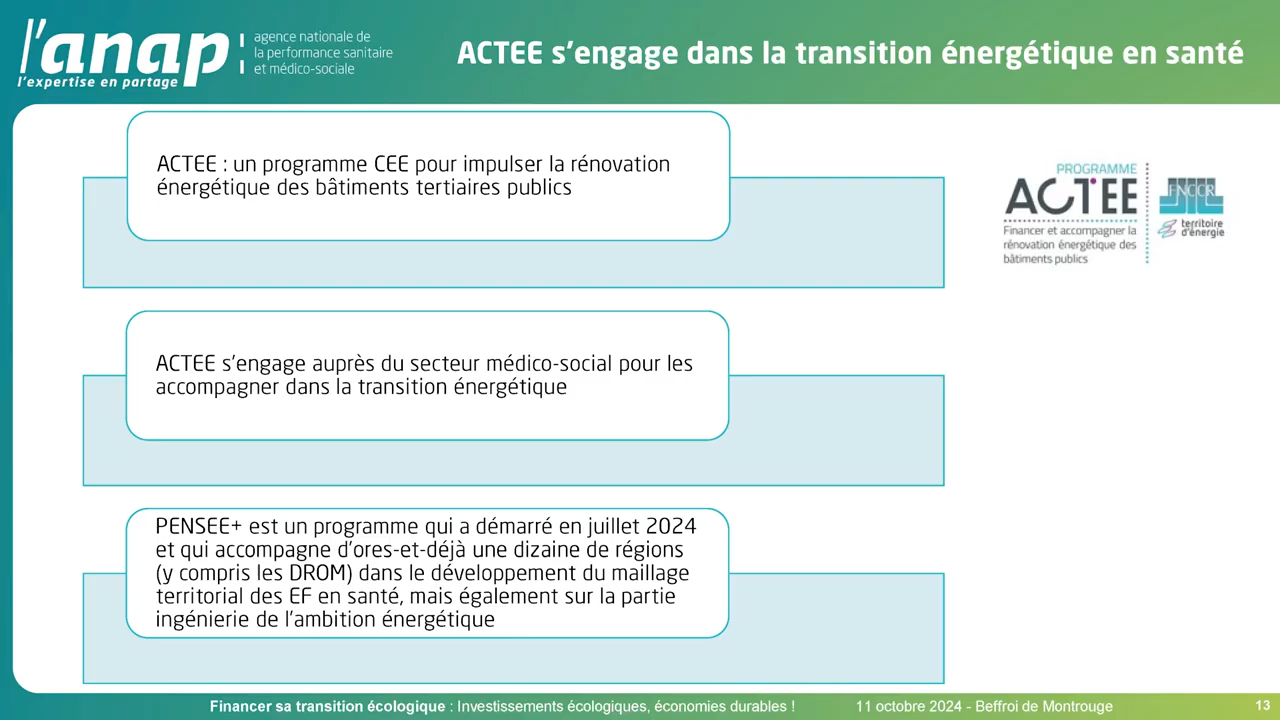 l'anap
l'expertise en partage
agence nationale de
la performance sanitaire
et médico-sociale
ACTEE s'engage dans la transition énergétique en santé
ACTEE : un programme CEE pour impulser la rénovation
énergétique des bâtiments tertiaires publics
PROGRAMME
ACTEE
Financer et accompagner la
rénovation énergétique des
bâtiments publics
FNCCR
territoire
d'énergie
ACTEE s'engage auprès du secteur médico-social pour les
accompagner dans la transition énergétique
PENSEE+ est un programme qui a démarré en juillet 2024
et qui accompagne d'ores-et-déjà une dizaine de régions
(y compris les DROM) dans le développement du maillage
territorial des EF en santé, mais également sur la partie
ingénierie de l'ambition énergétique
Financer sa transition écologique : Investissements écologiques, économies durables !
11 octobre 2024 - Beffroi de Montrouge
13